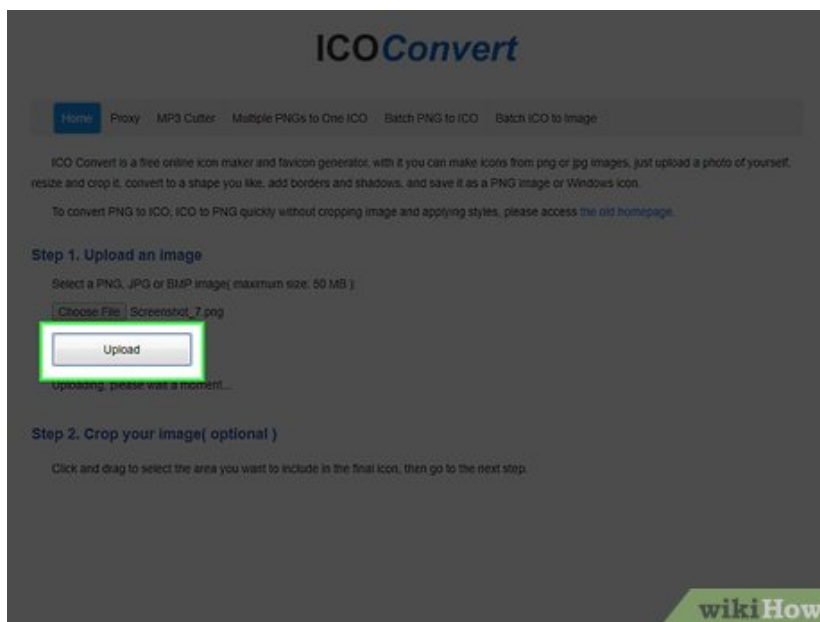 ICOConvert
Home Proxy MP3 Cutter Multiple PNGs to One ICO Batch PNG to ICO Batch ICO to Image
ICO Convert is a free online icon maker and favicon generator, with it you can make icons from png or jpg images, just upload a photo of yourself,
resize and crop it, convert to a shape you like, add borders and shadows, and save it as a PNG image or Windows icon.
To convert PNG to ICO, ICO to PNG quickly without cropping image and applying styles, please access the old homepage.
Step 1. Upload an image
Select a PNG, JPG or BMP image( maximum size: 50 MB ):
Choose File Screenshot_7.png
Upload
Uploading, please wait a moment...
Step 2. Crop your image( optional )
Click and drag to select the area you want to include in the final icon, then go to the next step.
wikiHow